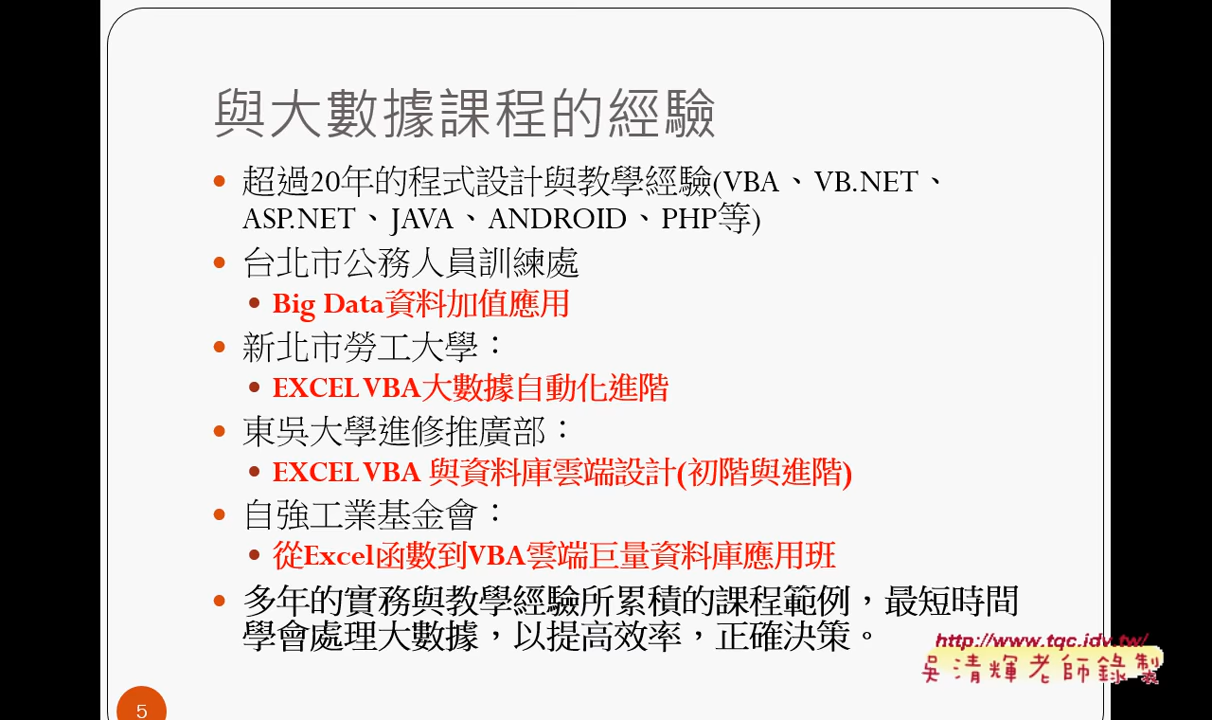 與大數據課程的經驗
超過20年的程式設計與教學經驗(VBA、VB.NET、
ASP.NET、JAVA、ANDROID、PHP等)
台北市公務人員訓練處
Big Data資料加值應用
新北市勞工大學：
EXCEL VBA大數據自動化進階
東吳大學進修推廣部：
EXCEL VBA 與資料庫雲端設計(初階與進階)
自強工業基金會：
從Excel函數到VBA雲端巨量資料庫應用班
多年的實務與教學經驗所累積的課程範例，最短時間
學會處理大數據，以提高效率，正確決策。
http://www.tqc.idv.tw/
吳清輝老師錄製
5